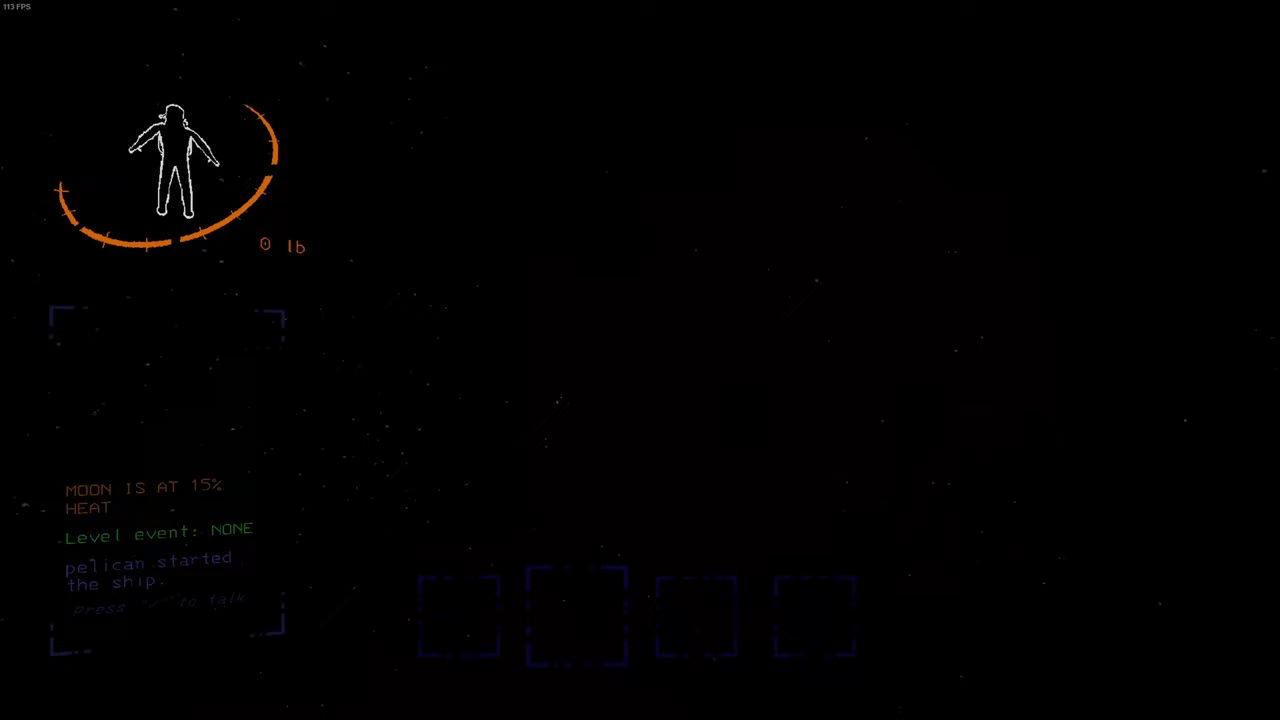 113 FPS
0 lb
MOON IS AT 15%
HEAT
Level event: NONE
pelican started
the ship.
Press "/" to talk